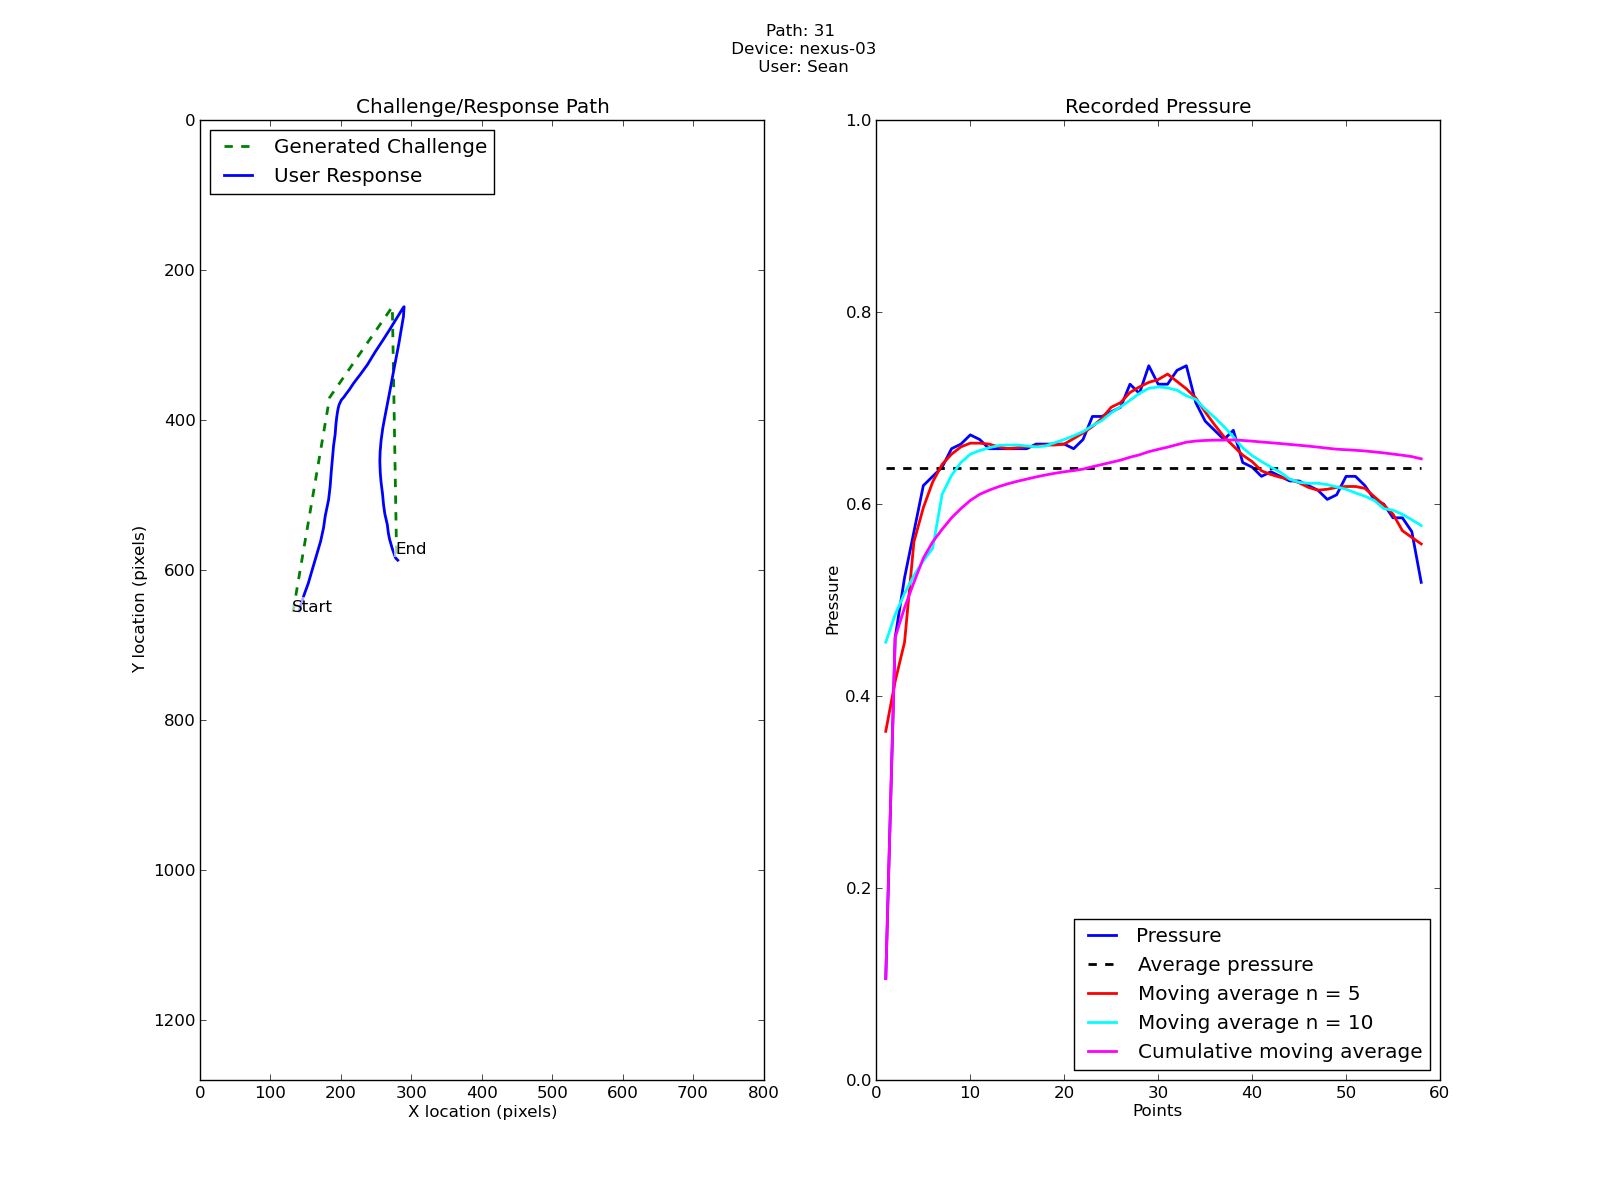 Path: 31
Device: nexus-03
User: Sean
Challenge/Response Path
Generated Challenge
User Response
0
200
400
600
800
1000
1200
Y location (pixels)
Start
End
0 100 200 300 400 500 600 700 800
X location (pixels)
Recorded Pressure
1.0
0.8
0.6
0.4
0.2
0.0
Pressure
Pressure
Average pressure
Moving average n = 5
Moving average n = 10
Cumulative moving average
0 10 20 30 40 50 60
Points